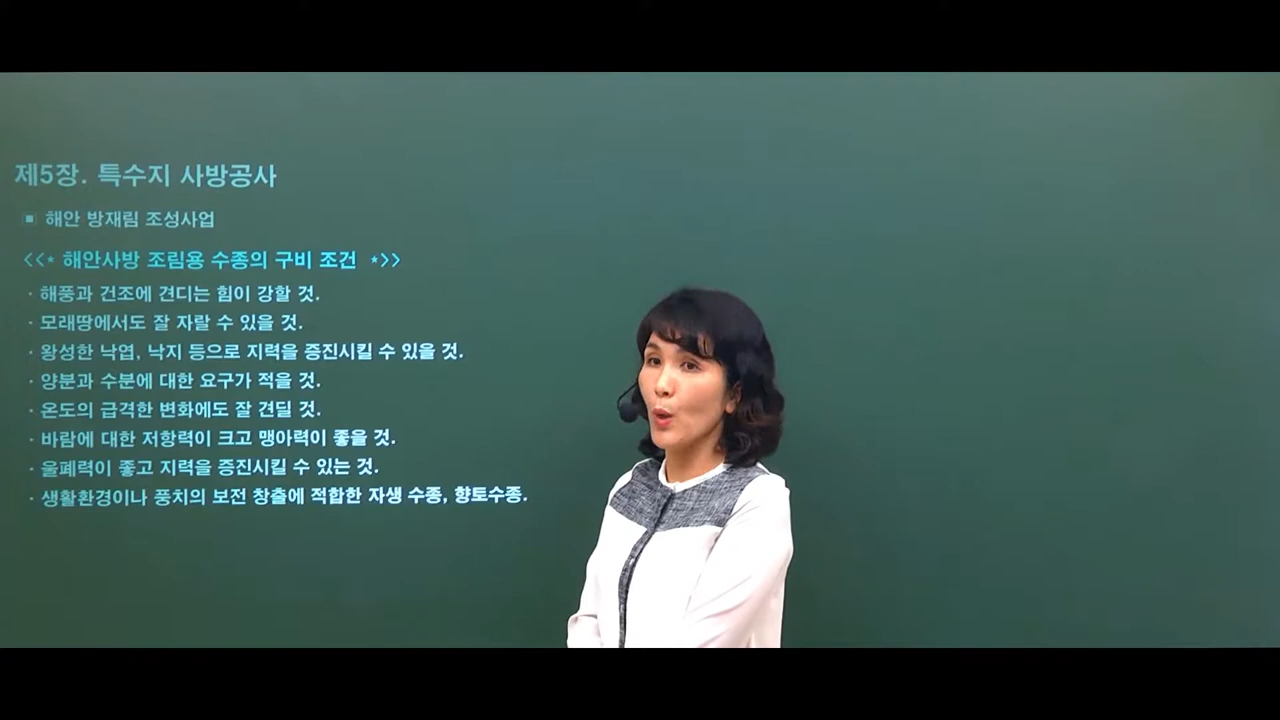 제5장. 특수지 사방공사
▣ 해안 방재림 조성사업
<<* 해안사방 조림용 수종의 구비 조건 *>>
· 해풍과 건조에 견디는 힘이 강할 것.
· 모래땅에서도 잘 자랄 수 있을 것.
· 왕성한 낙엽, 낙지 등으로 지력을 증진시킬 수 있을 것.
· 양분과 수분에 대한 요구가 적을 것.
· 온도의 급격한 변화에도 잘 견딜 것.
· 바람에 대한 저항력이 크고 맹아력이 좋을 것.
· 울폐력이 좋고 지력을 증진시킬 수 있는 것.
· 생활환경이나 풍치의 보전 창출에 적합한 자생 수종, 향토수종.